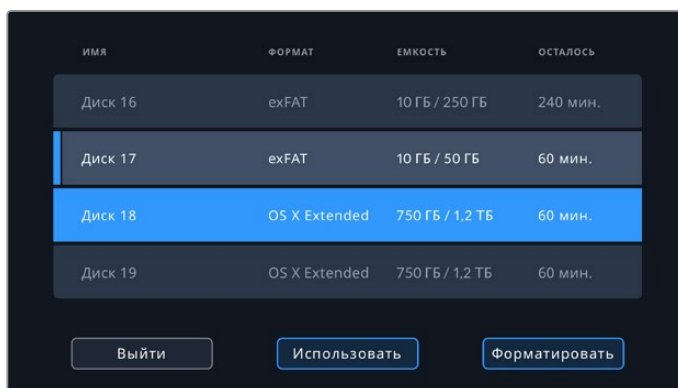 ИМЯ ФОРМАТ ЕМКОСТЬ ОСТАЛОСЬ
Диск 16 exFAT 10 ГБ / 250 ГБ 240 мин.
Диск 17 exFAT 10 ГБ / 50 ГБ 60 мин.
Диск 18 OS X Extended 750 ГБ / 1,2 ТБ 60 мин.
Диск 19 OS X Extended 750 ГБ / 1,2 ТБ 60 мин.
Выйти Использовать Форматировать